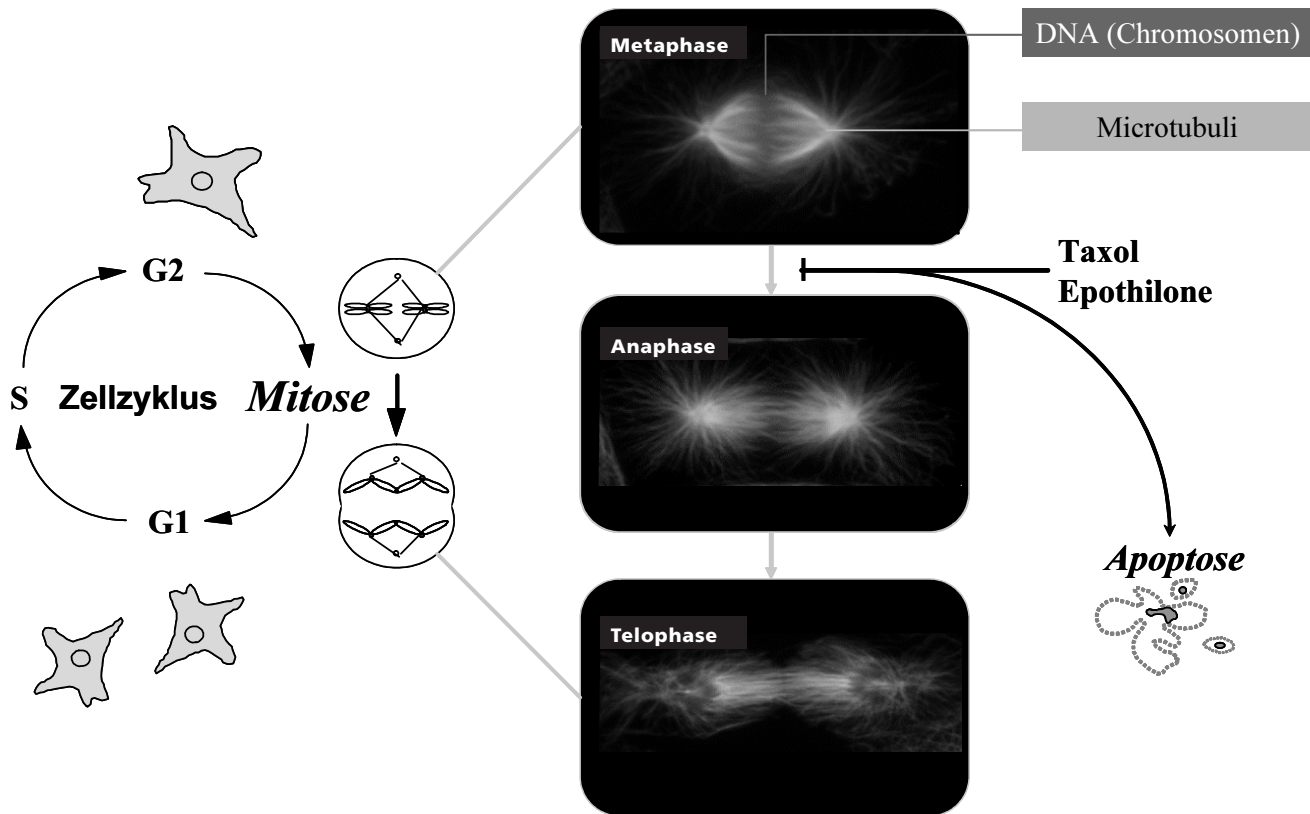 Metaphase
DNA (Chromosomen)
Microtubuli
G2
Taxol
Epothilone
Anaphase
S Zellzyklus Mitose
G1
Apoptose
Telophase